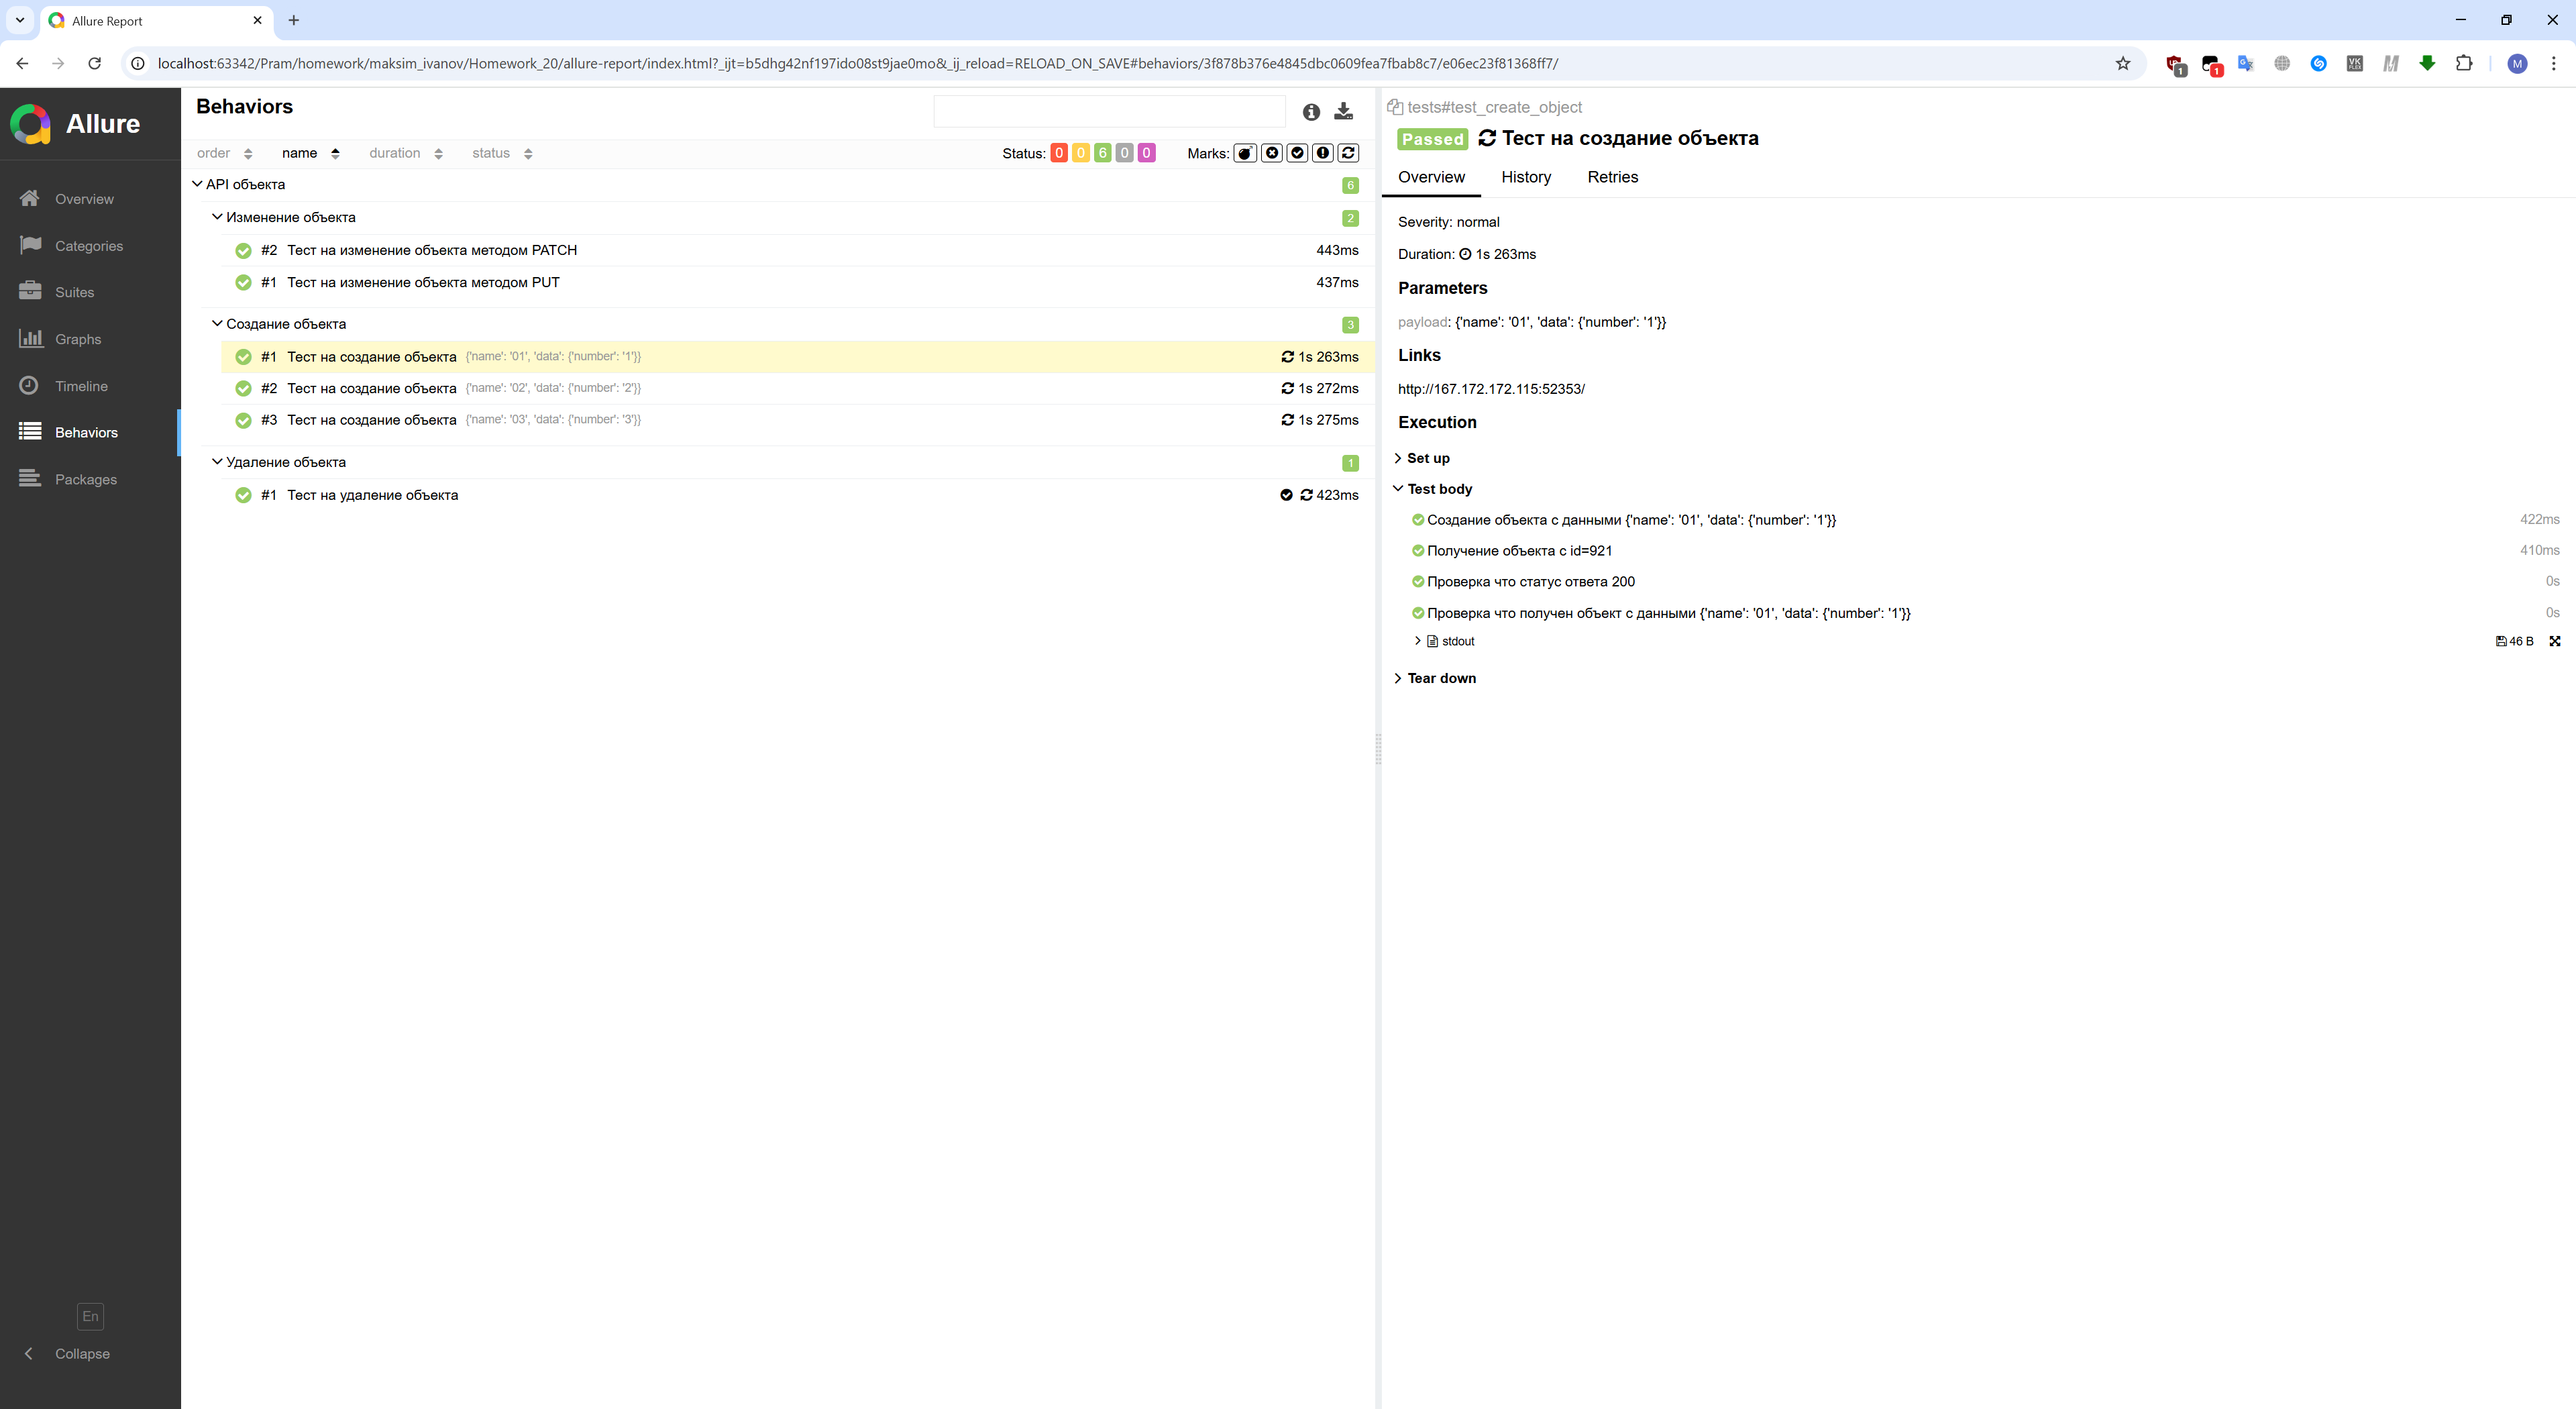 Allure Report
localhost:63342/Pram/homework/maksim_ivanov/Homework_20/allure-report/index.html?_ijt=b5dhg42nf197ido08st9jae0mo&_ij_reload=RELOAD_ON_SAVE#behaviors/3f878b376e4845dbc0609fea7fbab8c7/e06ec23f81368ff7/
1
1
VK
FLEX
M
Allure
Overview
Categories
Suites
Graphs
Timeline
Behaviors
Packages
En
Collapse
Behaviors
order name duration status
Status: 0 0 6 0 0 Marks:
API объекта 6
Изменение объекта 2
#2 Тест на изменение объекта методом PATCH 443ms
#1 Тест на изменение объекта методом PUT 437ms
Создание объекта 3
#1 Тест на создание объекта {'name': '01', 'data': {'number': '1'}} 1s 263ms
#2 Тест на создание объекта {'name': '02', 'data': {'number': '2'}} 1s 272ms
#3 Тест на создание объекта {'name': '03', 'data': {'number': '3'}} 1s 275ms
Удаление объекта 1
#1 Тест на удаление объекта 423ms
tests#test_create_object
Passed Тест на создание объекта
Overview History Retries
Severity: normal
Duration: 1s 263ms
Parameters
payload: {'name': '01', 'data': {'number': '1'}}
Links
http://167.172.172.115:52353/
Execution
Set up
Test body
Создание объекта с данными {'name': '01', 'data': {'number': '1'}} 422ms
Получение объекта с id=921 410ms
Проверка что статус ответа 200 0s
Проверка что получен объект с данными {'name': '01', 'data': {'number': '1'}} 0s
stdout 46 B
Tear down